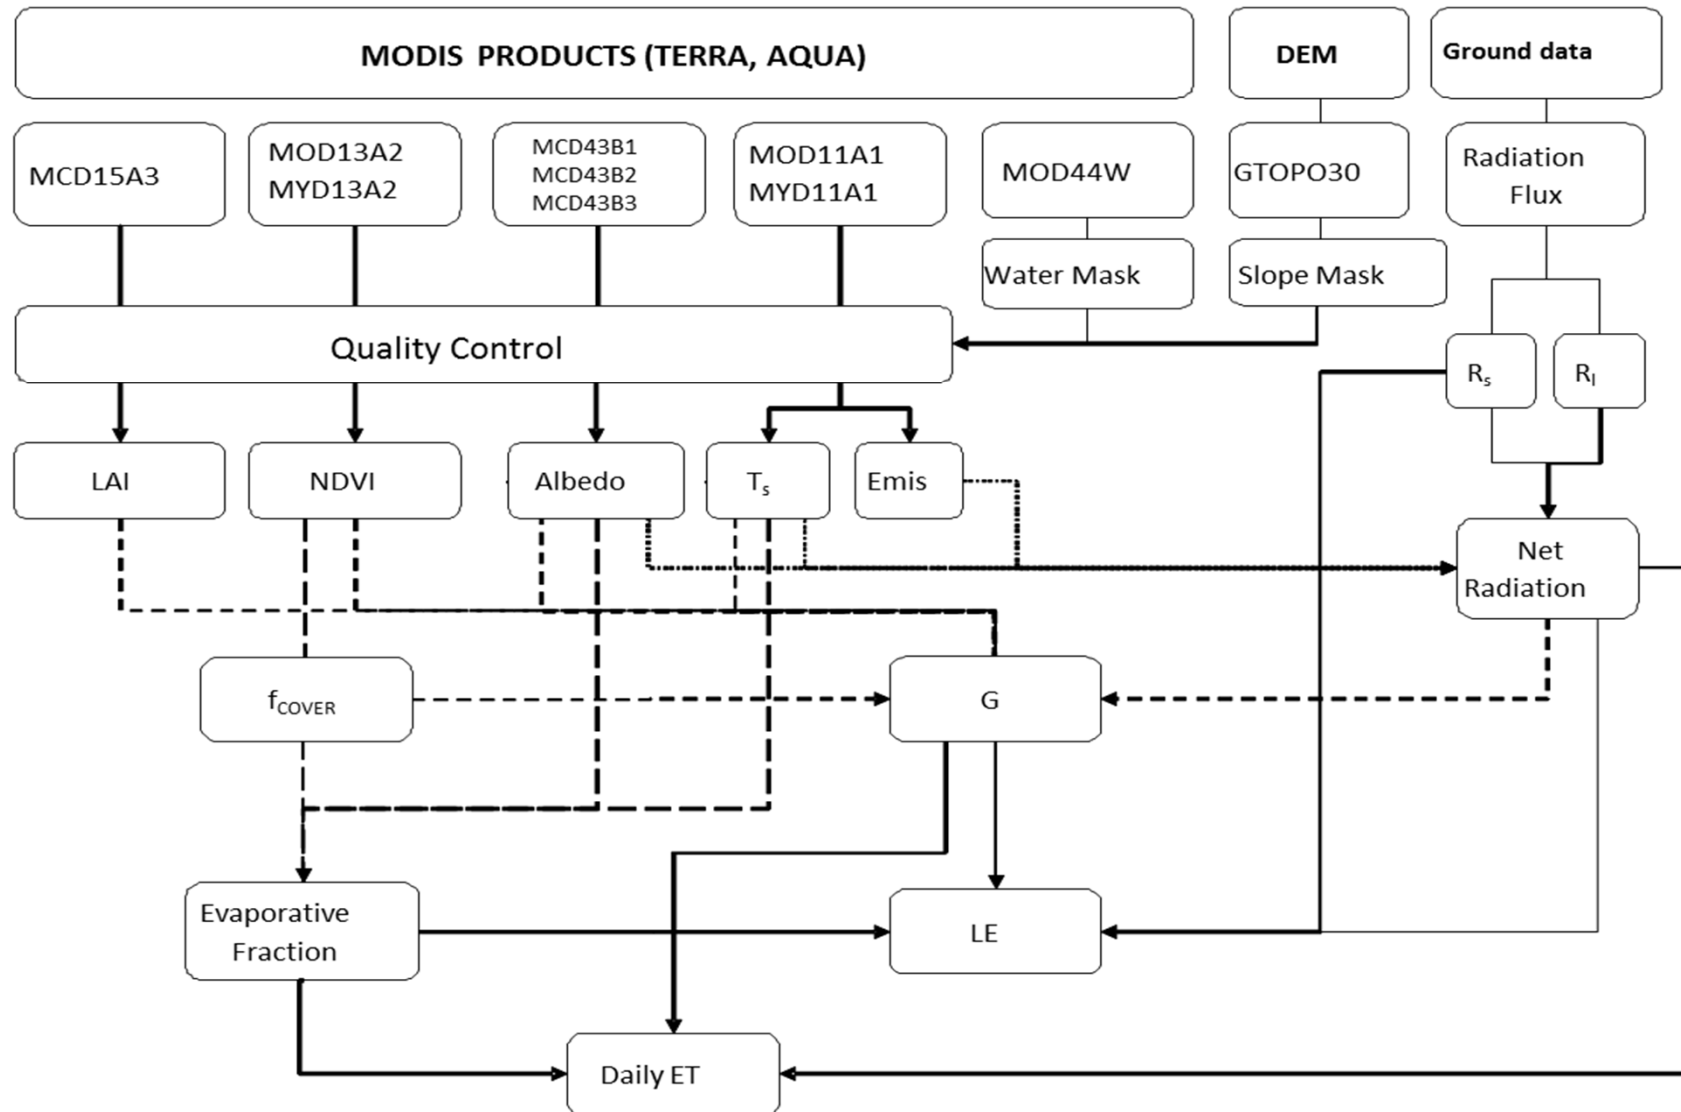 MODIS PRODUCTS (TERRA, AQUA)
DEM
Ground data
MCD15A3
MOD13A2
MYD13A2
MCD43B1
MCD43B2
MCD43B3
MOD11A1
MYD11A1
MOD44W
GTOPO30
Radiation
Flux
Water Mask
Slope Mask
Quality Control
Rs
Rl
LAI
NDVI
Albedo
Ts
Emis
Net
Radiation
fCOVER
G
Evaporative
Fraction
LE
Daily ET